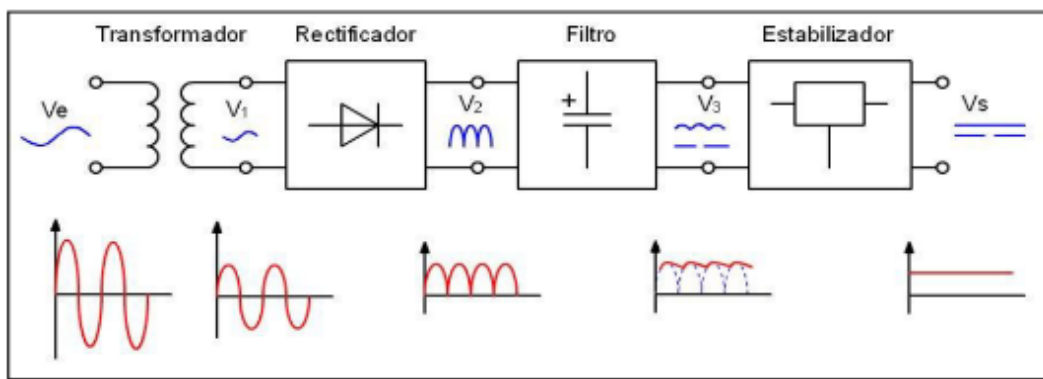 Transformador Rectificador Filtro Estabilizador
Ve V1 V2 + V3 Vs